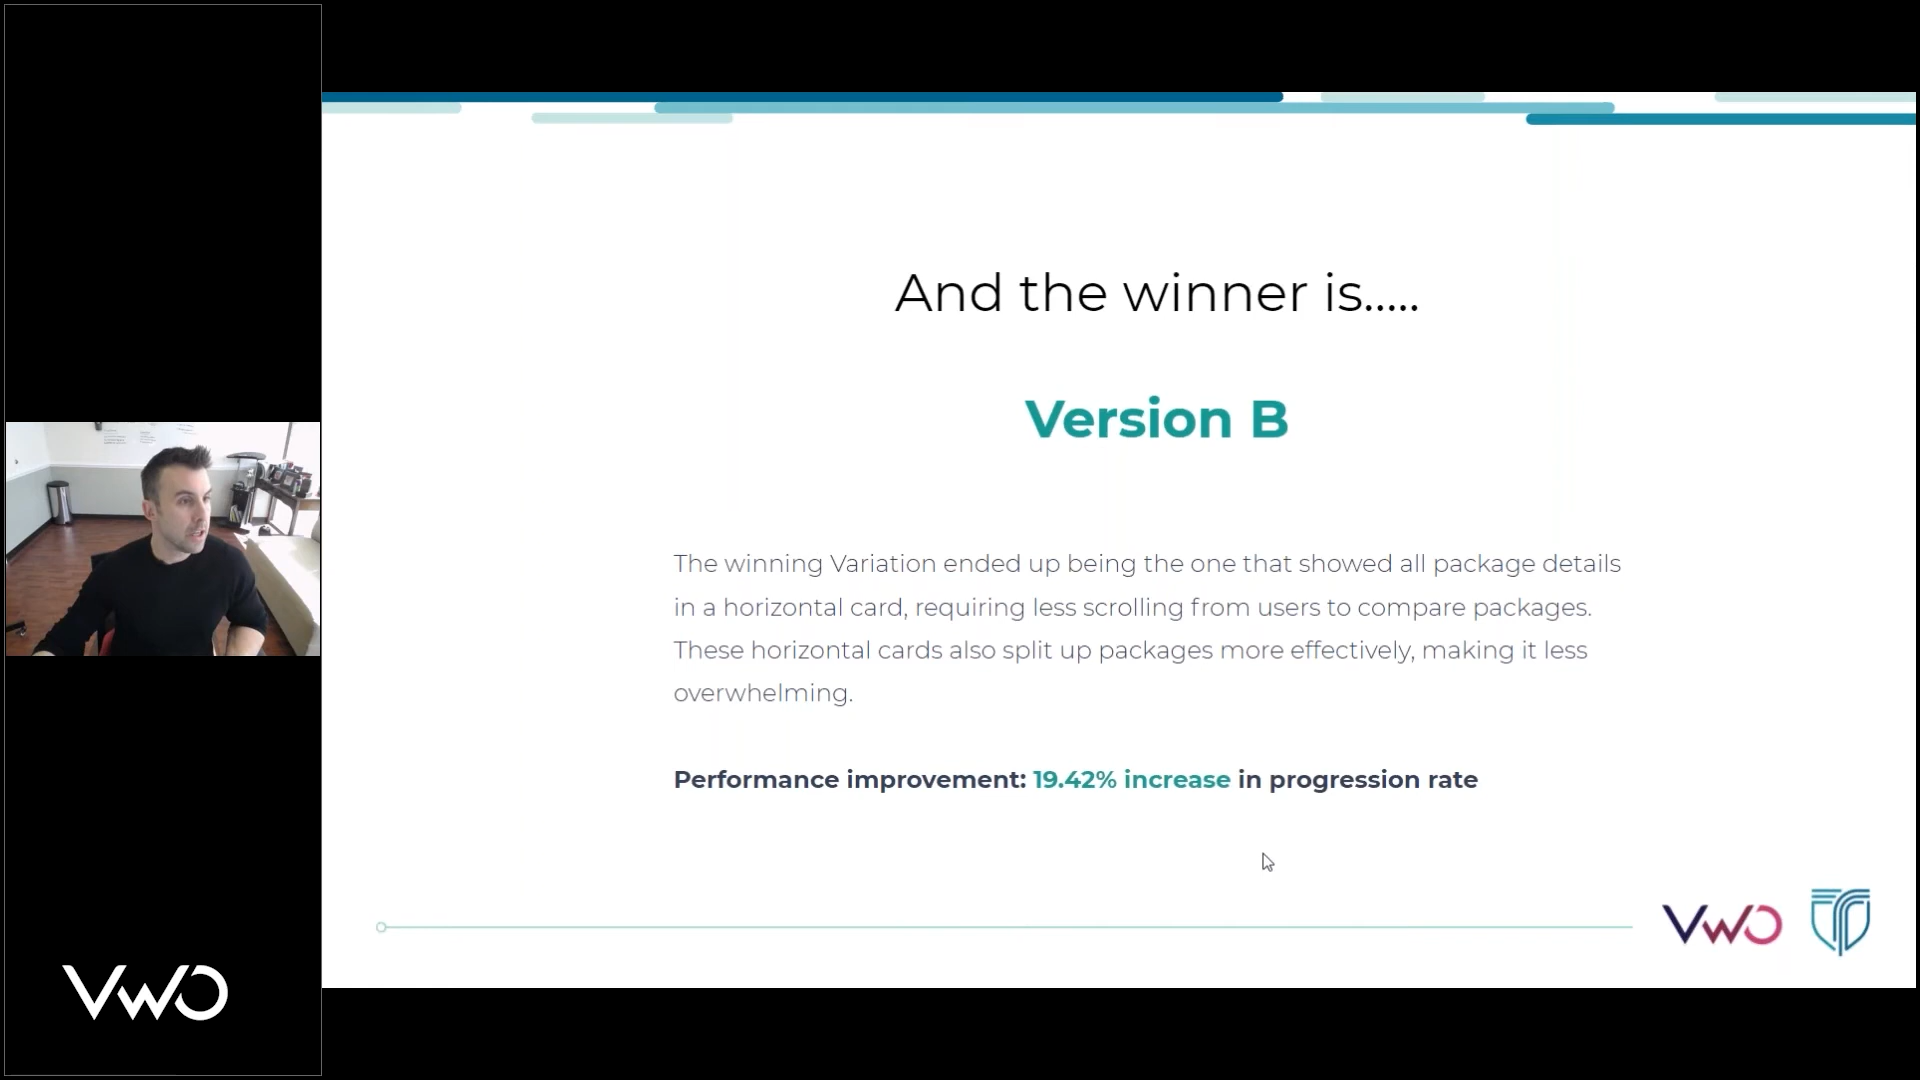 And the winner is.....
Version B
The winning Variation ended up being the one that showed all package details
in a horizontal card, requiring less scrolling from users to compare packages.
These horizontal cards also split up packages more effectively, making it less
overwhelming.
Performance improvement: 19.42% increase in progression rate
VWO
VWO